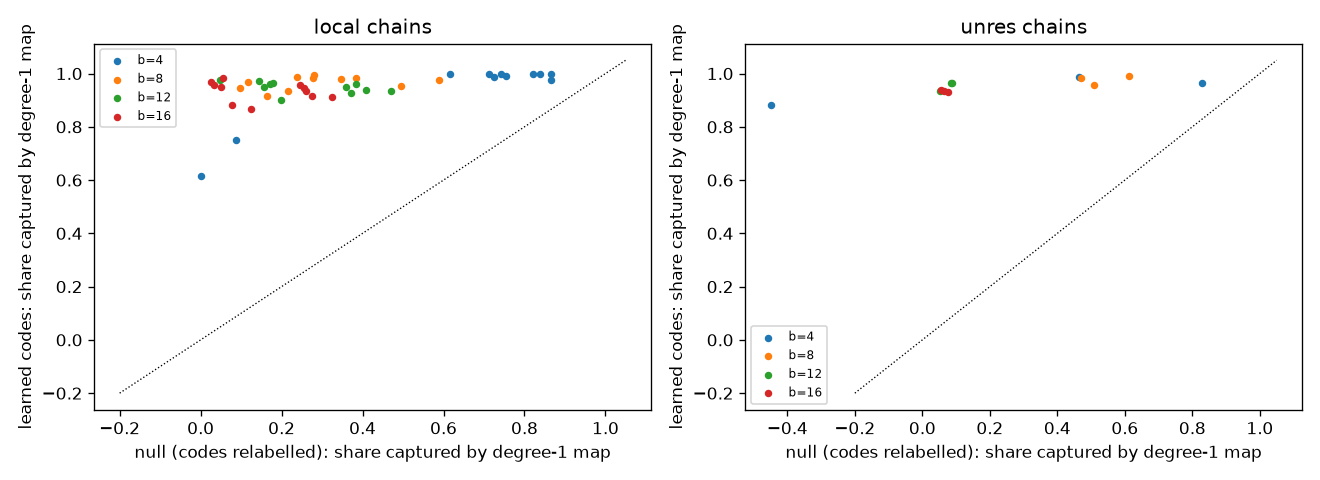 local chains
learned codes: share captured by degree-1 map
1.0
0.8
0.6
0.4
0.2
0.0
−0.2
b=4
b=8
b=12
b=16
−0.2 0.0 0.2 0.4 0.6 0.8 1.0
null (codes relabelled): share captured by degree-1 map
unres chains
learned codes: share captured by degree-1 map
1.0
0.8
0.6
0.4
0.2
0.0
−0.2
b=4
b=8
b=12
b=16
−0.4 −0.2 0.0 0.2 0.4 0.6 0.8 1.0
null (codes relabelled): share captured by degree-1 map